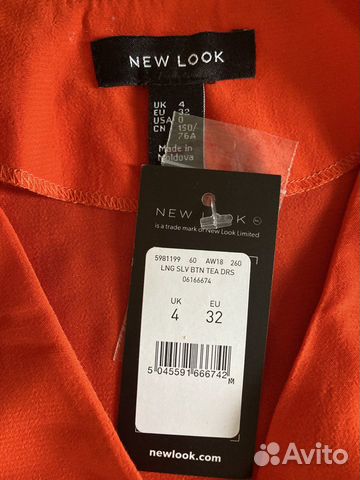 NEW LOOK
UK 4
EU 32
USA 0
CN 150/
76A
Made in
Moldova
NEW LOOK
is a trade mark of New Look Limited
5981199 60 AW18 260
LNG SLV BTN TEA DRS
06166674
UK EU
4 32
5 045591 666742 M
newlook.com
Avito